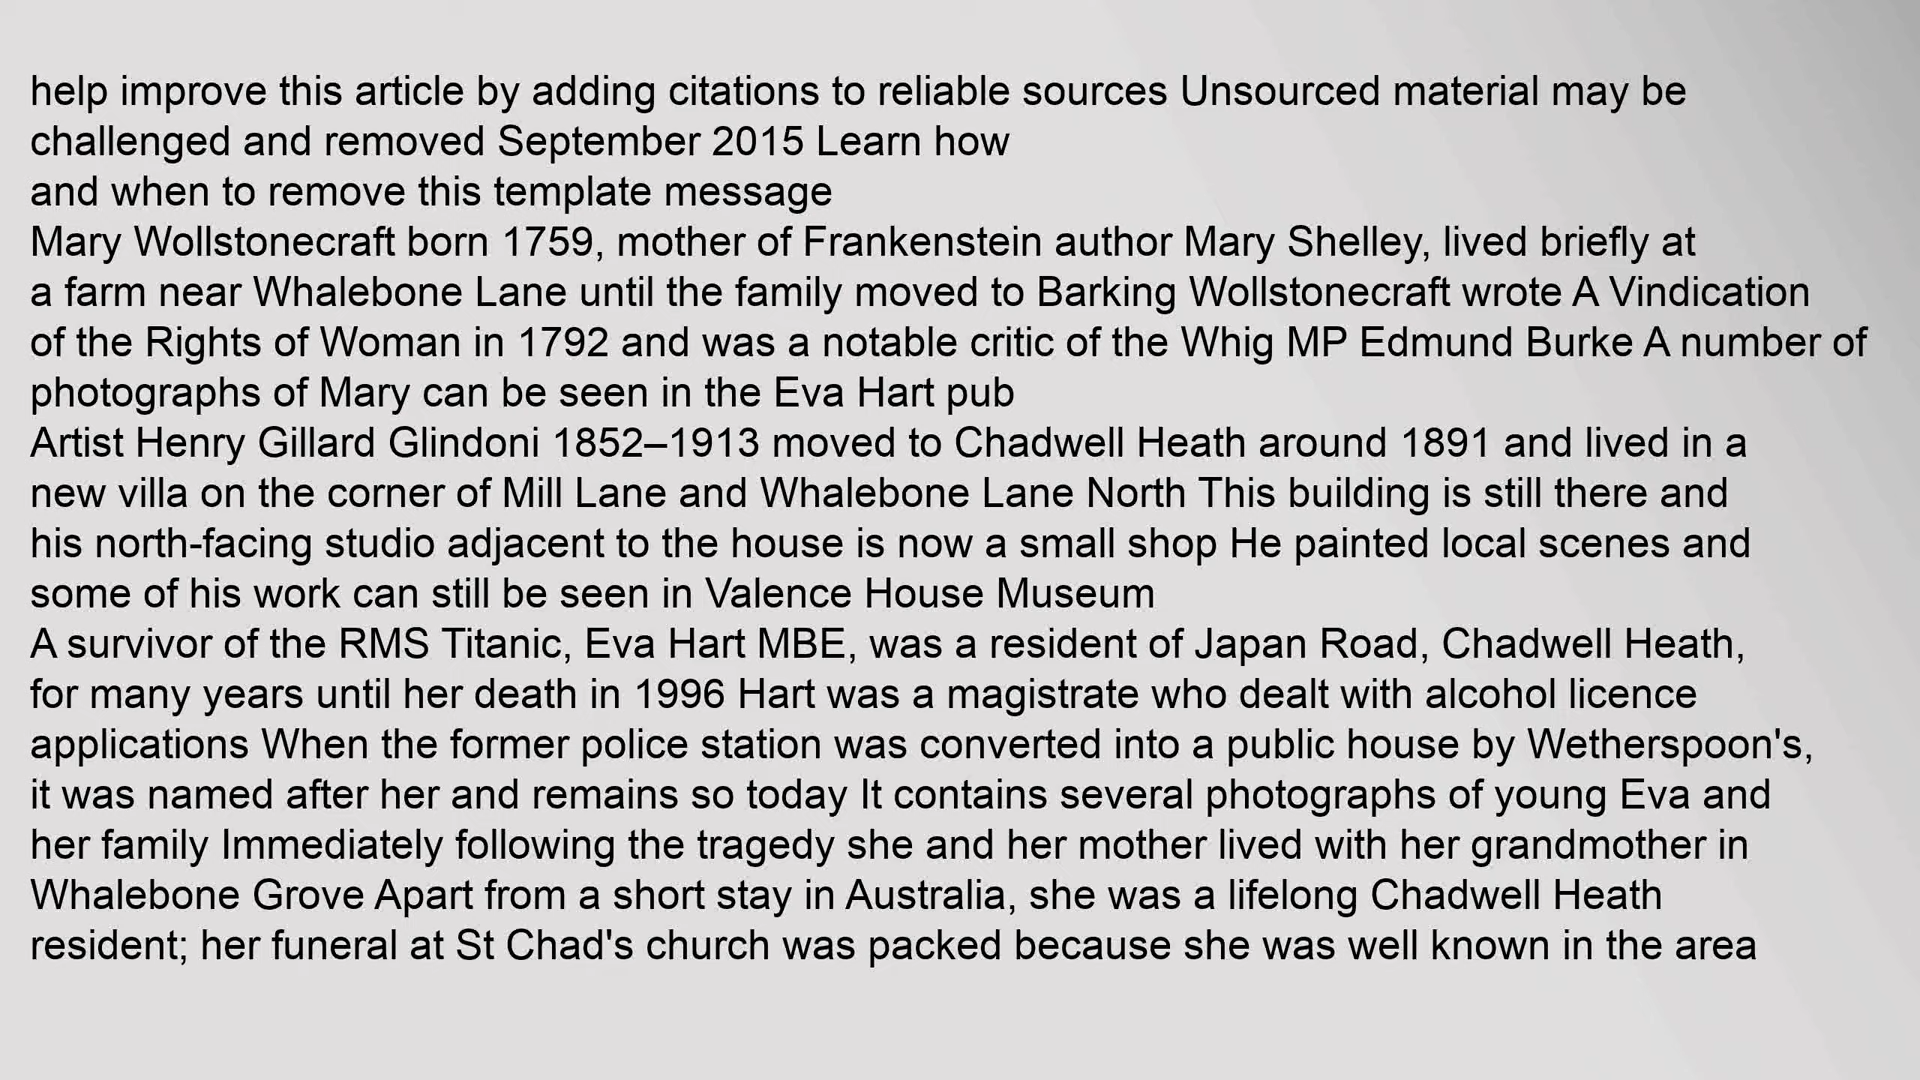 help improve this article by adding citations to reliable sources Unsourced material may be
challenged and removed September 2015 Learn how
and when to remove this template message
Mary Wollstonecraft born 1759, mother of Frankenstein author Mary Shelley, lived briefly at
a farm near Whalebone Lane until the family moved to Barking Wollstonecraft wrote A Vindication
of the Rights of Woman in 1792 and was a notable critic of the Whig MP Edmund Burke A number of
photographs of Mary can be seen in the Eva Hart pub
Artist Henry Gillard Glindoni 1852–1913 moved to Chadwell Heath around 1891 and lived in a
new villa on the corner of Mill Lane and Whalebone Lane North This building is still there and
his north-facing studio adjacent to the house is now a small shop He painted local scenes and
some of his work can still be seen in Valence House Museum
A survivor of the RMS Titanic, Eva Hart MBE, was a resident of Japan Road, Chadwell Heath,
for many years until her death in 1996 Hart was a magistrate who dealt with alcohol licence
applications When the former police station was converted into a public house by Wetherspoon's,
it was named after her and remains so today It contains several photographs of young Eva and
her family Immediately following the tragedy she and her mother lived with her grandmother in
Whalebone Grove Apart from a short stay in Australia, she was a lifelong Chadwell Heath
resident; her funeral at St Chad's church was packed because she was well known in the area